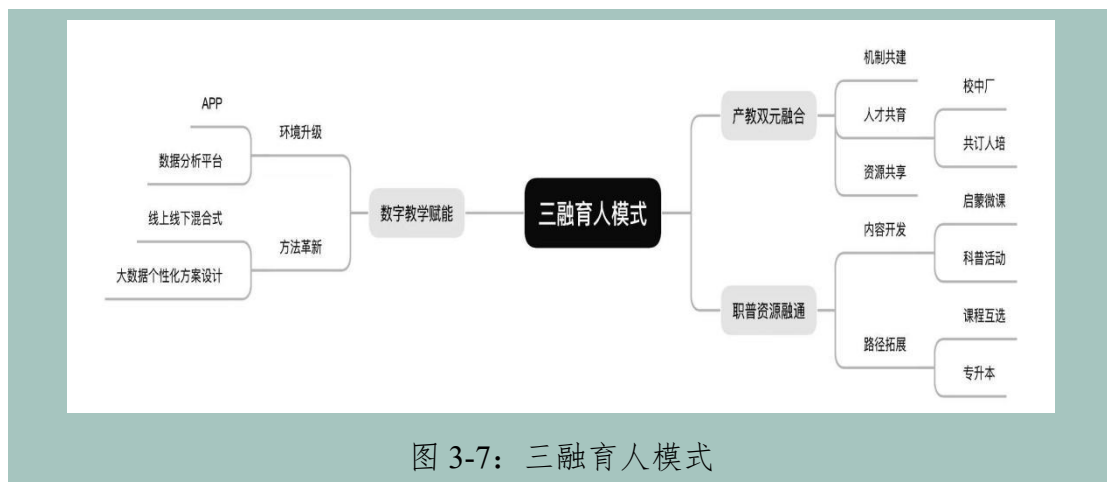 APP
数据分析平台
环境升级
线上线下混合式
大数据个性化方案设计
方法革新
数字教学赋能
三融育人模式
产教双元融合
机制共建
人才共育
校中厂
共订人培
资源共享
职普资源融通
内容开发
启蒙微课
科普活动
路径拓展
课程互选
专升本
图 3-7：三融育人模式